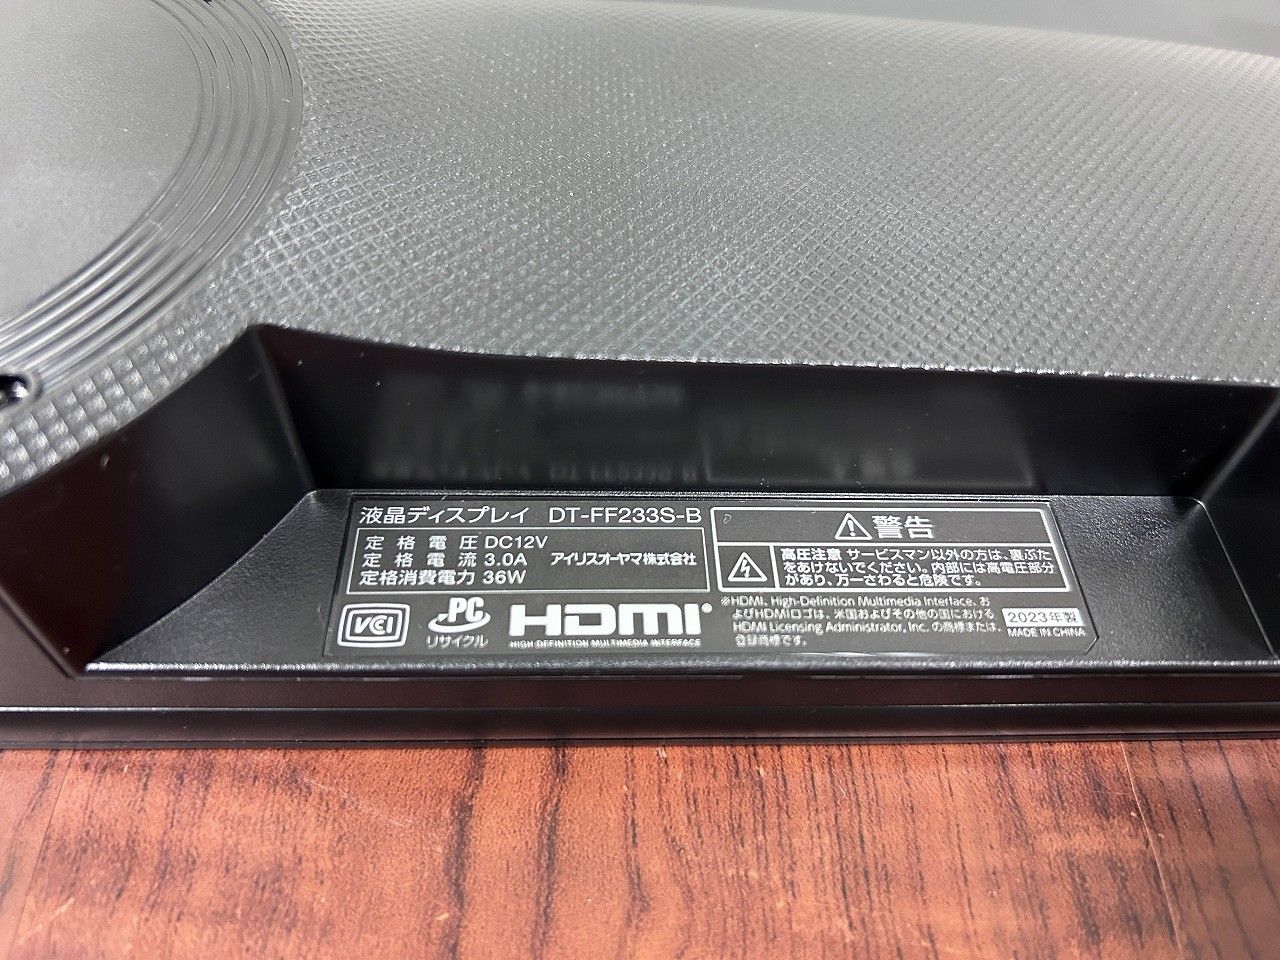 液晶ディスプレイ DT-FF233S-B
定格電圧 DC12V
定格電流 3.0A アイリスオーヤマ株式会社
定格消費電力 36W
VCCI
PC
リサイクル
HDMI
HIGH DEFINITION MULTIMEDIA INTERFACE
警告
高圧注意 サービスマン以外の方は、裏ぶた
をあけないでください。内部には高電圧部分
があり、万一さわると危険です。
※HDMI、High-Definition Multimedia Interface、お
よびHDMIロゴは、米国およびその他の国における
HDMI Licensing Administrator, Inc. の商標または、
登録商標です。
2023年製
MADE IN CHINA